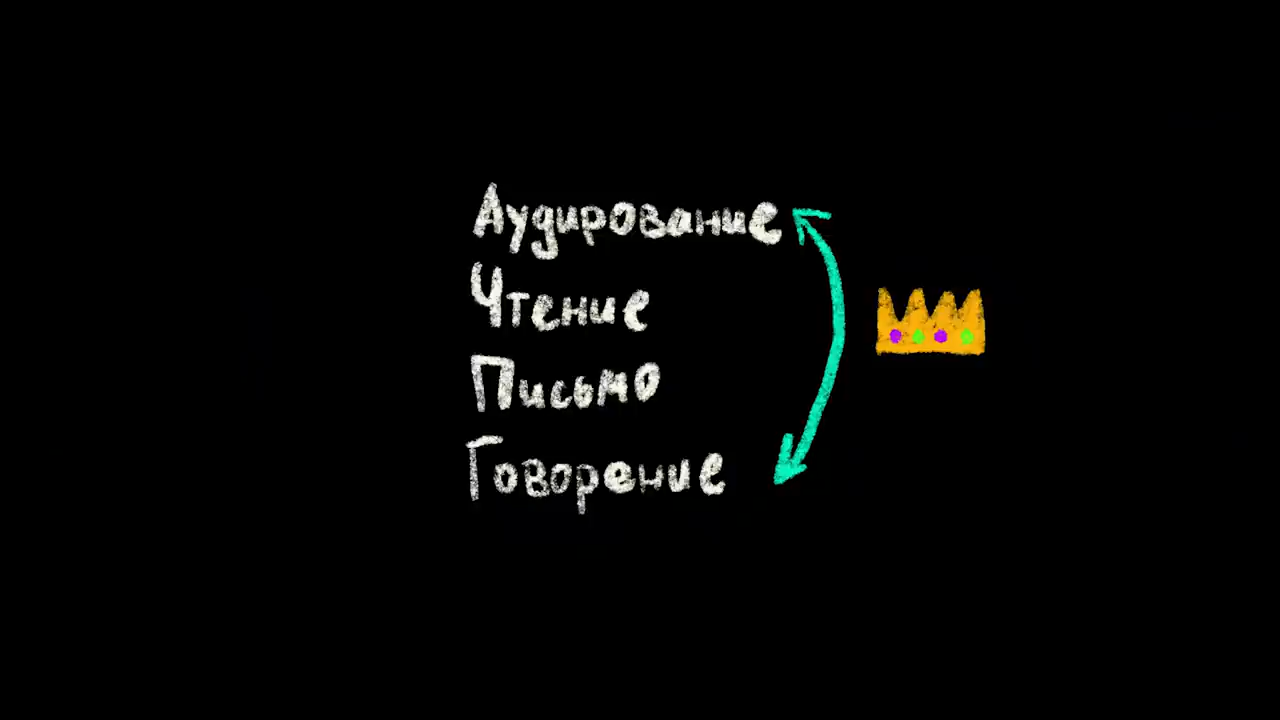 Аудирование
Чтение
Письмо
Говорение